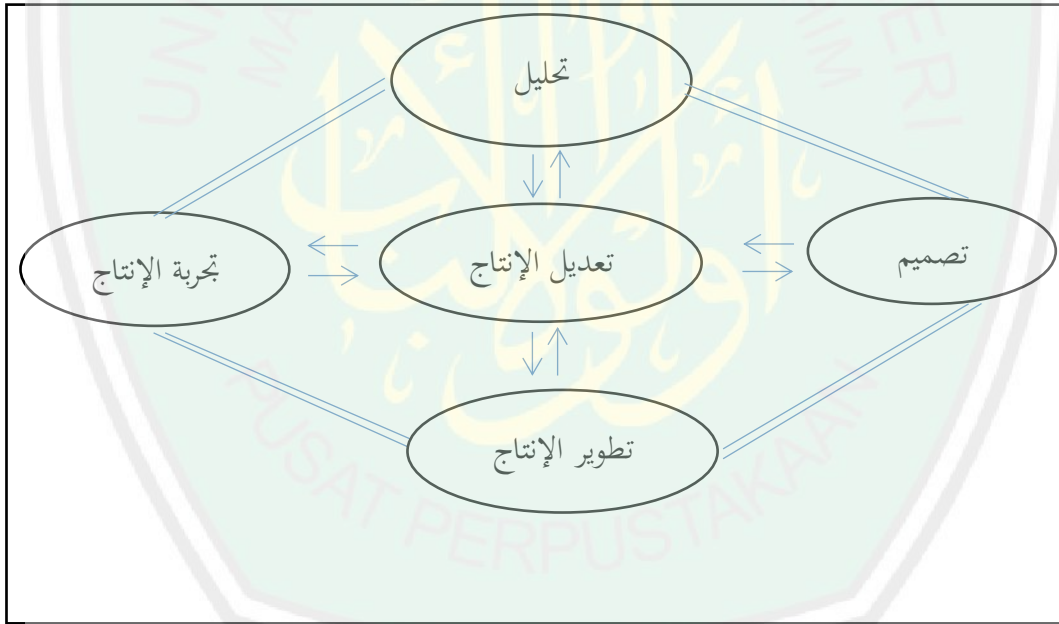 تحليل
تصميم
تعديل الإنتاج
تجربة الإنتاج
تطوير الإنتاج
PUSAT PERPUSTAKAAN